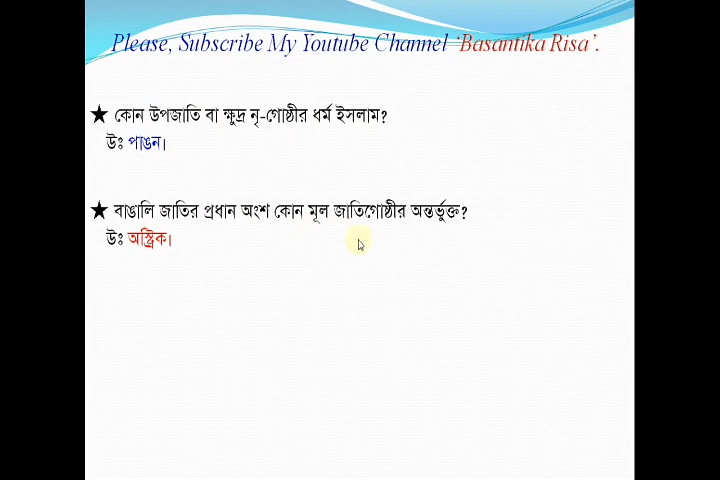 Please, Subscribe My Youtube Channel ‘Basantika Risa’.
★ কোন উপজাতি বা ক্ষুদ্র নৃ-গোষ্ঠীর ধর্ম ইসলাম?
উঃ পাঙন।
★ বাঙালি জাতির প্রধান অংশ কোন মূল জাতিগোষ্ঠীর অন্তর্ভুক্ত?
উঃ অস্ট্রিক।